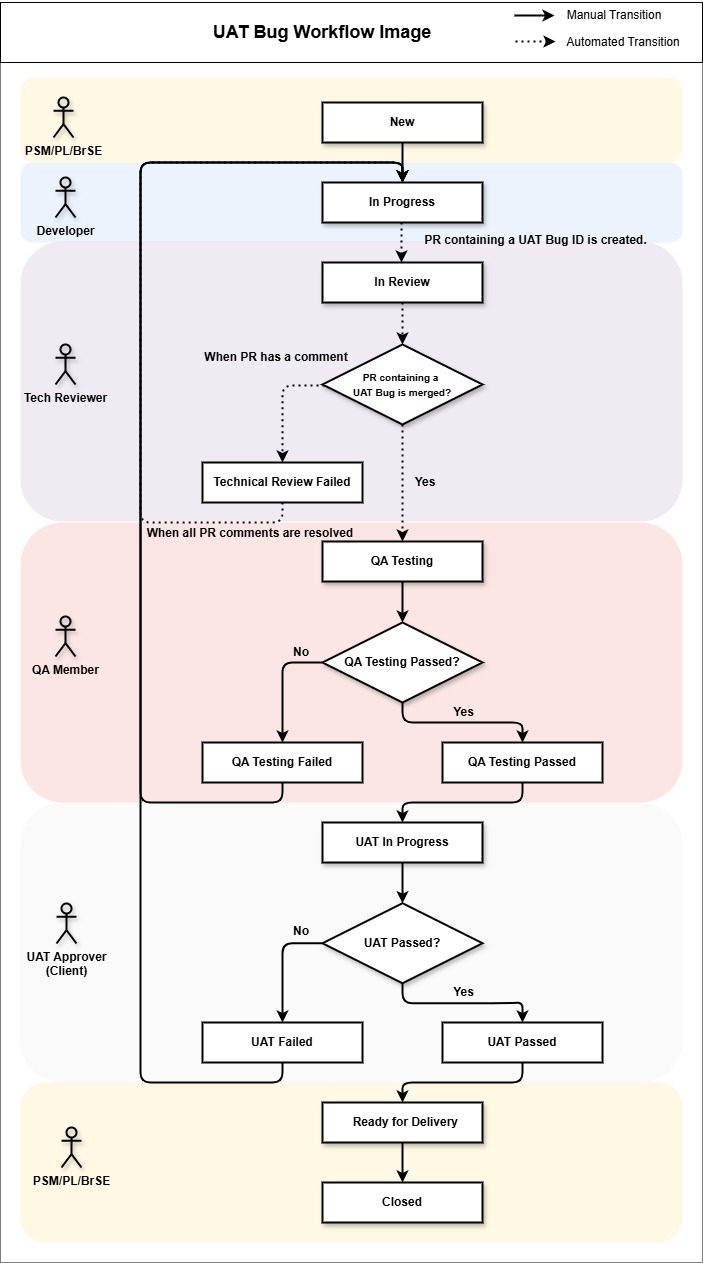 UAT Bug Workflow Image
Manual Transition
Automated Transition
PSM/PL/BrSE
New
Developer
In Progress
PR containing a UAT Bug ID is created.
In Review
When PR has a comment
PR containing a
UAT Bug is merged?
Tech Reviewer
Technical Review Failed
Yes
When all PR comments are resolved
QA Testing
QA Member
No
QA Testing Passed?
Yes
QA Testing Failed
QA Testing Passed
UAT In Progress
UAT Approver
(Client)
No
UAT Passed?
Yes
UAT Failed
UAT Passed
Ready for Delivery
PSM/PL/BrSE
Closed